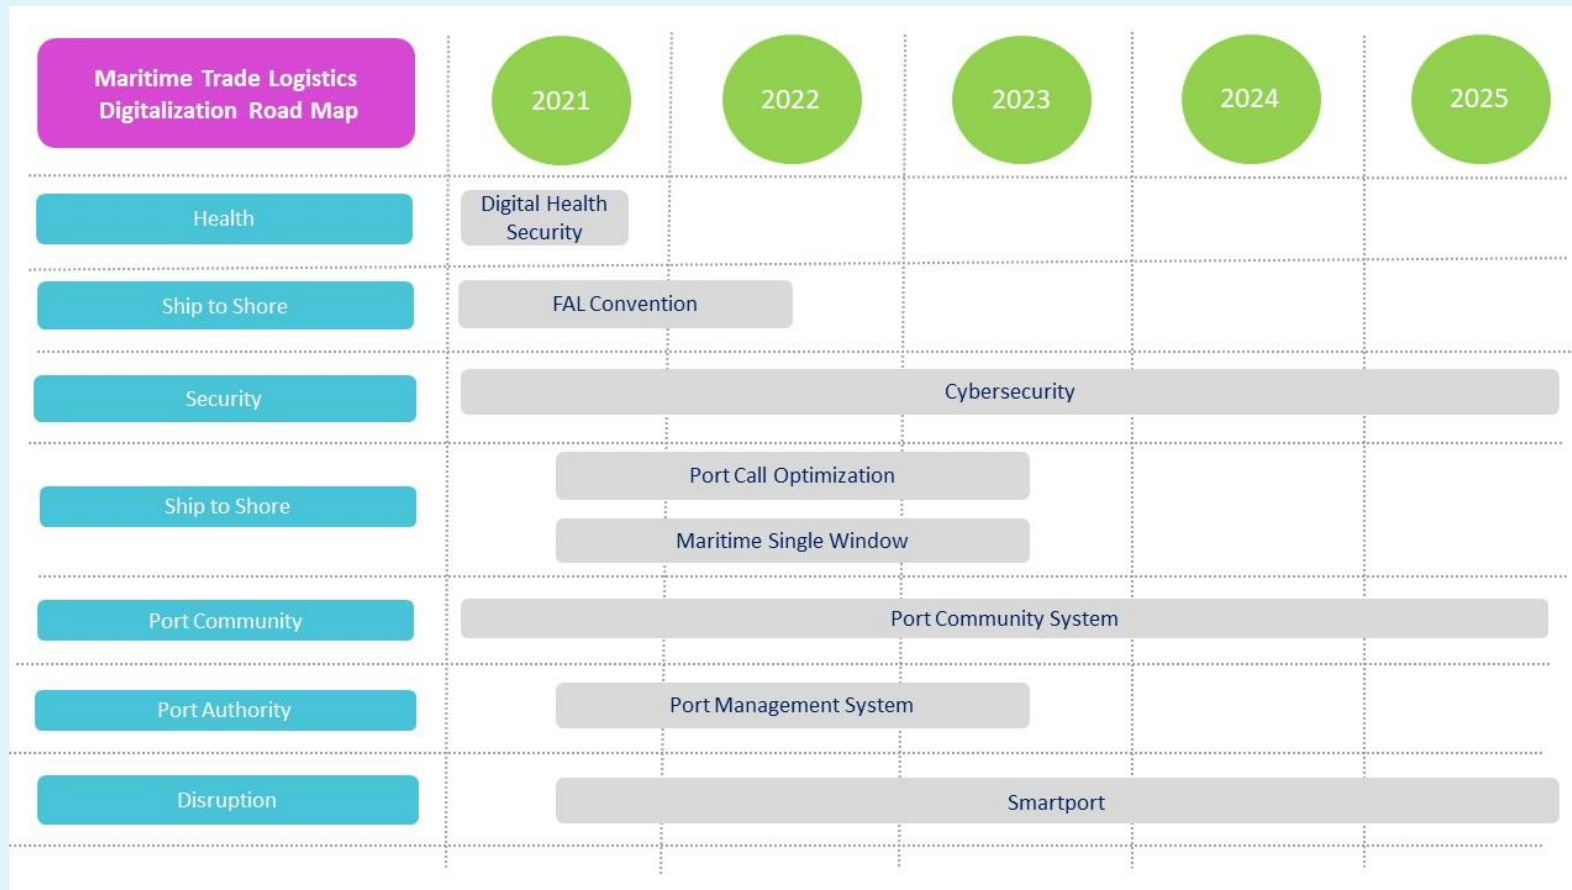 Maritime Trade Logistics
Digitalization Road Map
2021
2022
2023
2024
2025
Health
Digital Health
Security
Ship to Shore
FAL Convention
Security
Cybersecurity
Ship to Shore
Port Call Optimization
Maritime Single Window
Port Community
Port Community System
Port Authority
Port Management System
Disruption
Smartport